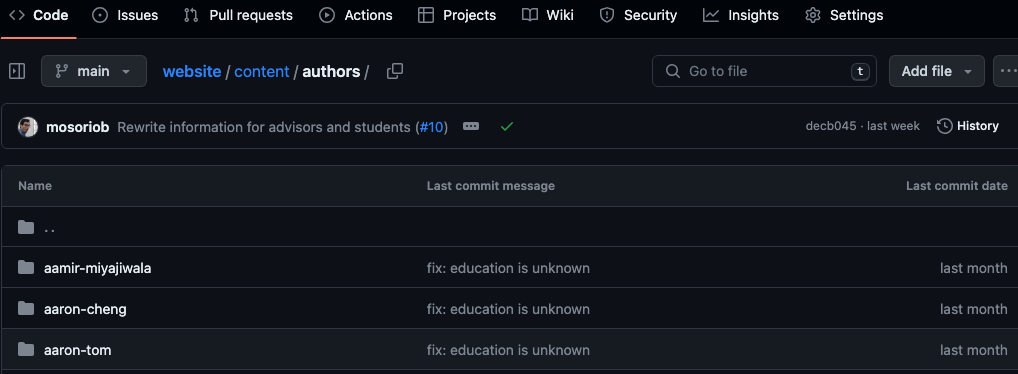 Code Issues Pull requests Actions Projects Wiki Security Insights Settings
main website / content / authors / Go to file t Add file
mosoriob Rewrite information for advisors and students (#10) decb045 · last week History
Name Last commit message Last commit date
..
aamir-miyajiwala fix: education is unknown last month
aaron-cheng fix: education is unknown last month
aaron-tom fix: education is unknown last month